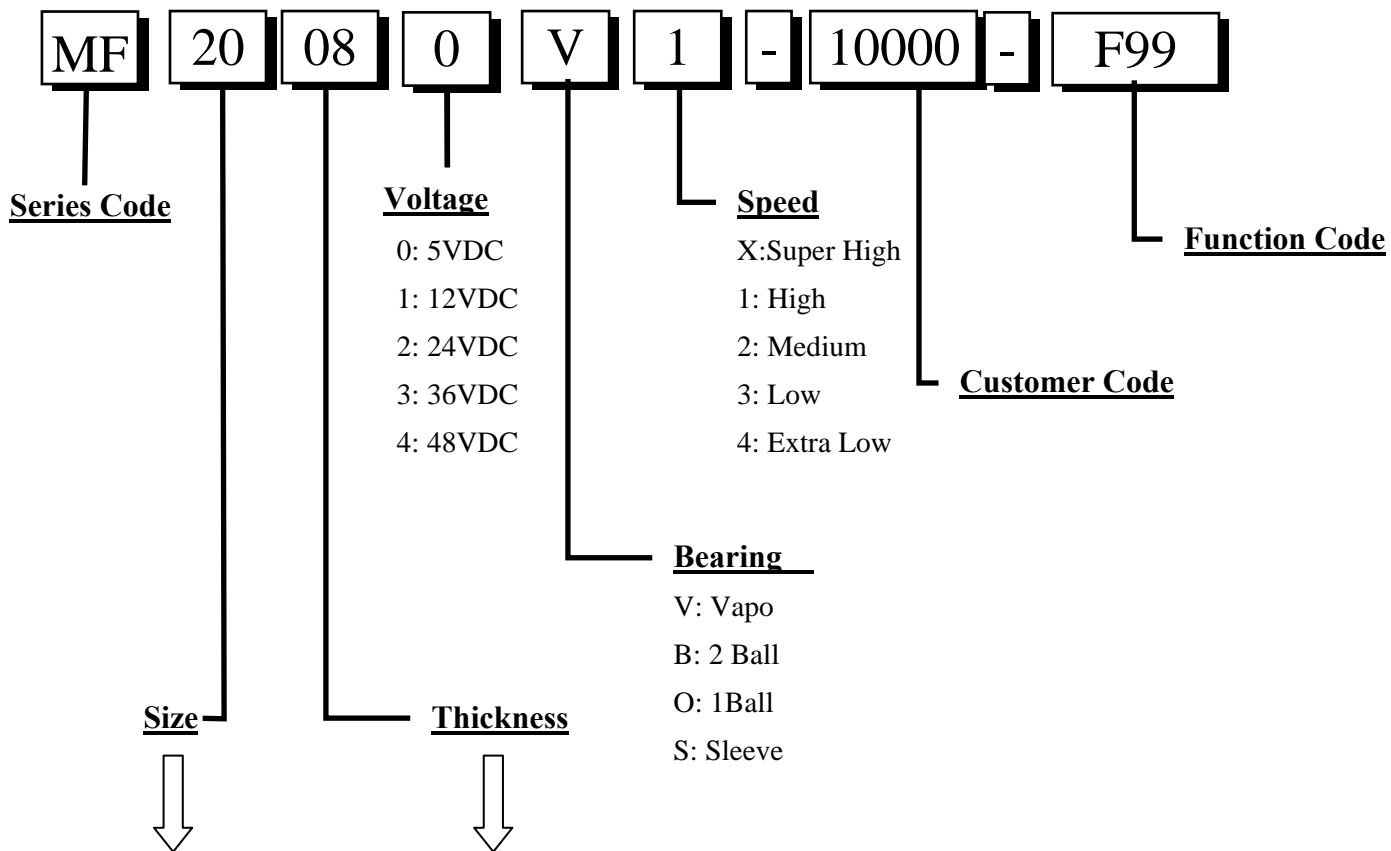 MF 20 08 0 V 1 - 10000 - F99
Series Code
Voltage
0: 5VDC
1: 12VDC
2: 24VDC
3: 36VDC
4: 48VDC
Speed
X:Super High
1: High
2: Medium
3: Low
4: Extra Low
Function Code
Customer Code
Bearing
V: Vapo
B: 2 Ball
O: 1Ball
S: Sleeve
Size
Thickness